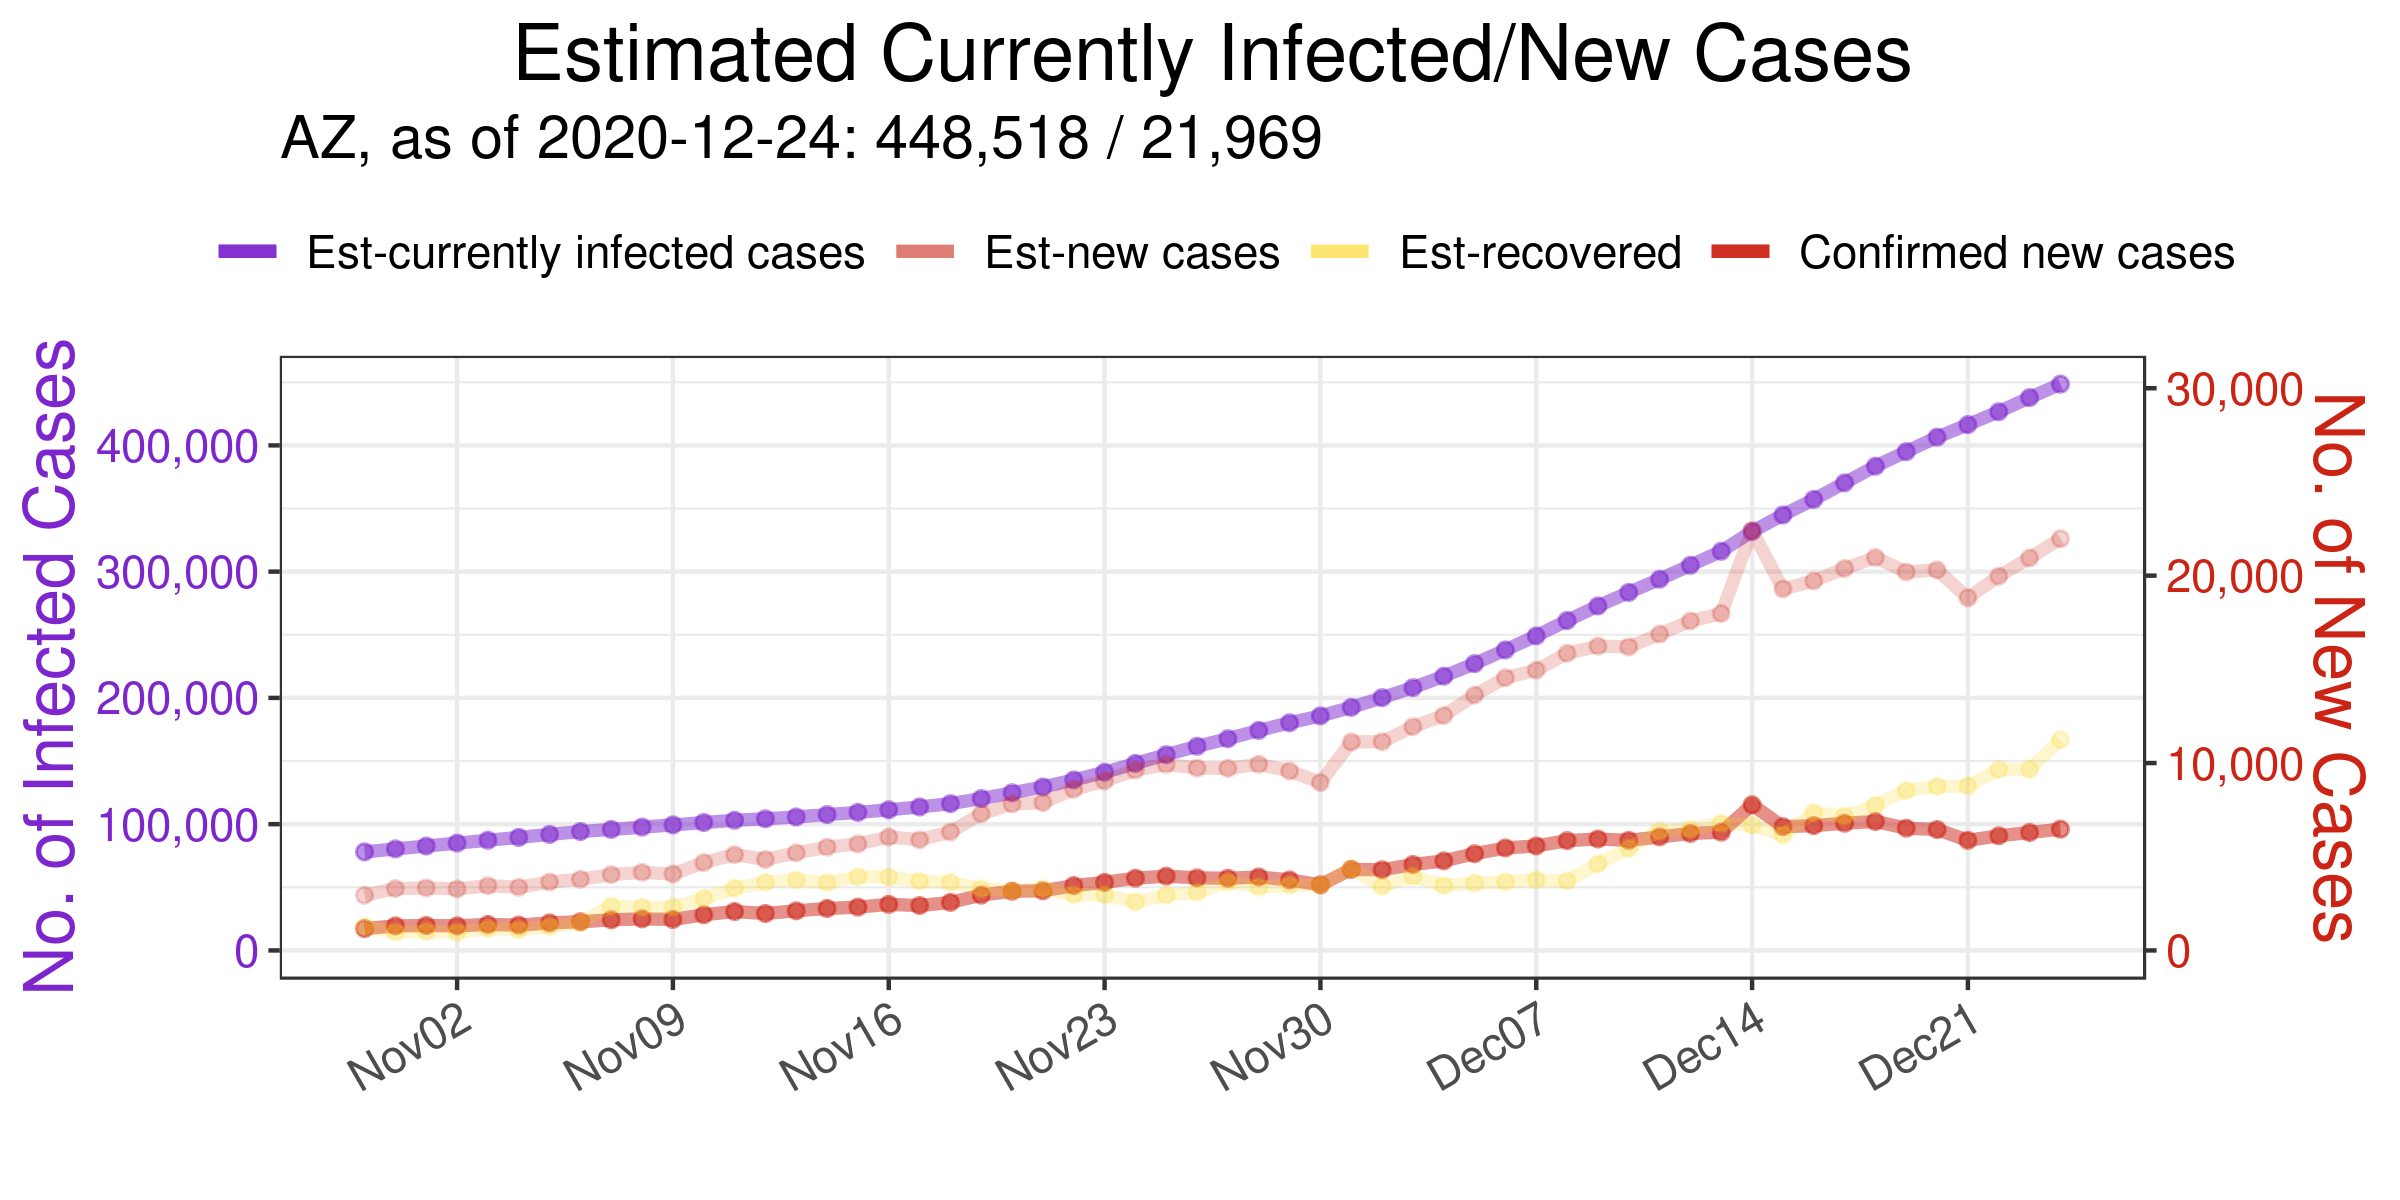 Estimated Currently Infected/New Cases
AZ, as of 2020-12-24: 448,518 / 21,969
Est-currently infected cases Est-new cases Est-recovered Confirmed new cases
No. of Infected Cases
400,000
300,000
200,000
100,000
0
30,000
20,000
10,000
0
No. of New Cases
Nov02 Nov09 Nov16 Nov23 Nov30 Dec07 Dec14 Dec21